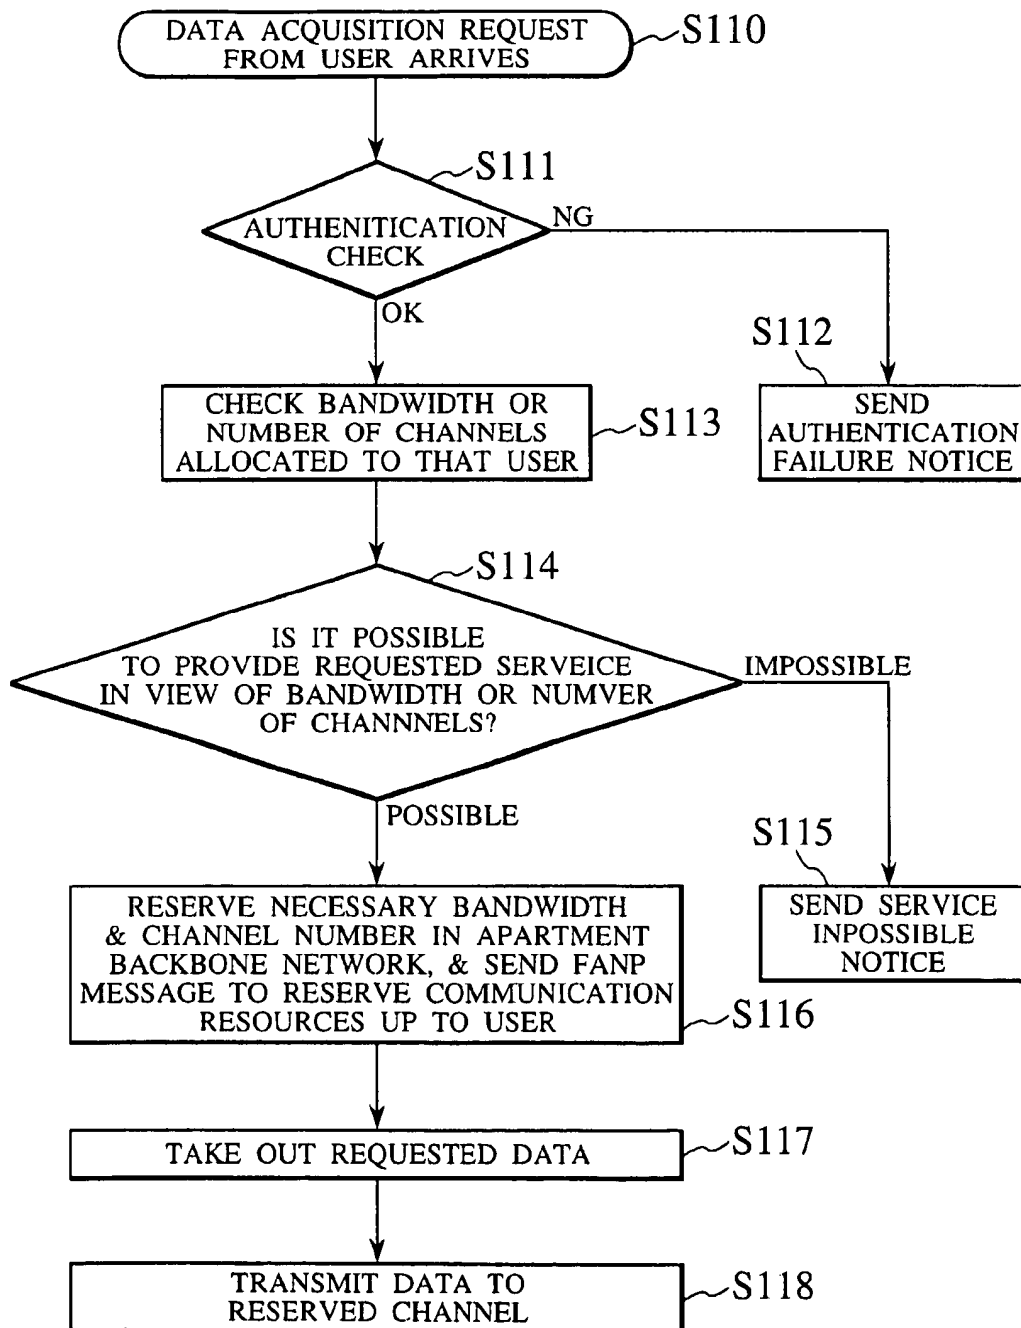 DATA ACQUISITION REQUEST
FROM USER ARRIVES
S110
S111
AUTHENITICATION
CHECK
NG
OK
S112
SEND
AUTHENTICATION
FAILURE NOTICE
CHECK BANDWIDTH OR
NUMBER OF CHANNELS
ALLOCATED TO THAT USER
S113
S114
IS IT POSSIBLE
TO PROVIDE REQUESTED SERVEICE
IN VIEW OF BANDWIDTH OR NUMVER
OF CHANNNELS?
IMPOSSIBLE
POSSIBLE
S115
SEND SERVICE
INPOSSIBLE
NOTICE
RESERVE NECESSARY BANDWIDTH
& CHANNEL NUMBER IN APARTMENT
BACKBONE NETWORK, & SEND FANP
MESSAGE TO RESERVE COMMUNICATION
RESOURCES UP TO USER
S116
TAKE OUT REQUESTED DATA
S117
TRANSMIT DATA TO
RESERVED CHANNEL
S118